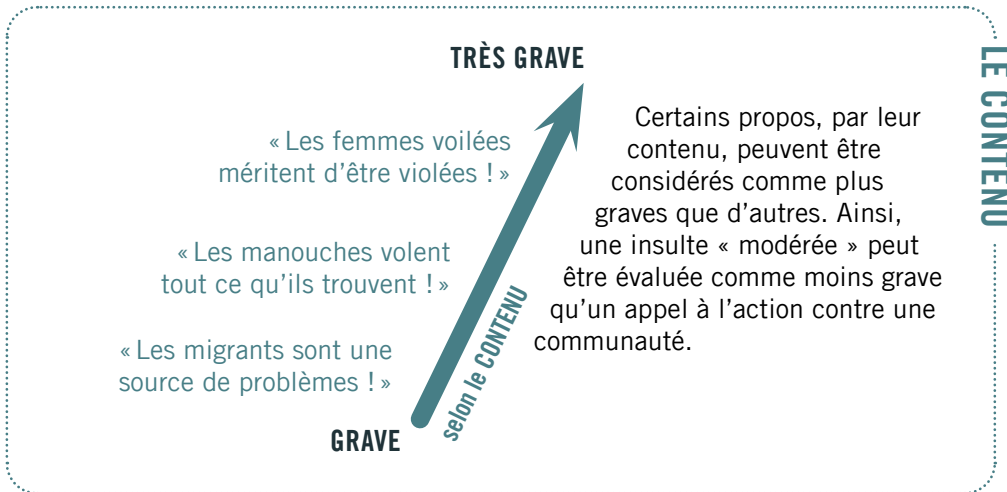 TRÈS GRAVE
« Les femmes voilées
méritent d’être violées ! »
« Les manouches volent
tout ce qu’ils trouvent ! »
« Les migrants sont une
source de problèmes ! »
GRAVE
selon le CONTENU
Certains propos, par leur
contenu, peuvent être
considérés comme plus
graves que d’autres. Ainsi,
une insulte « modérée » peut
être évaluée comme moins grave
qu’un appel à l’action contre une
communauté.
LE CONTENU